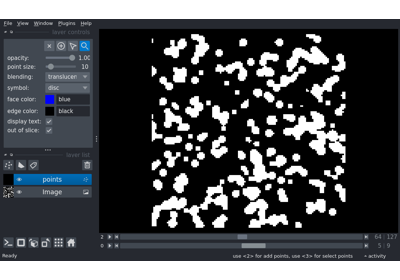 File View Window Plugins Help
layer controls
opacity: 1.00
point size: 10
blending: translucen
symbol: disc
face color: blue
edge color: black
display text:
out of slice:
layer list
points
Image
2 64 127
0 5 9
Ready use <2> for add points, use <3> for select points activity